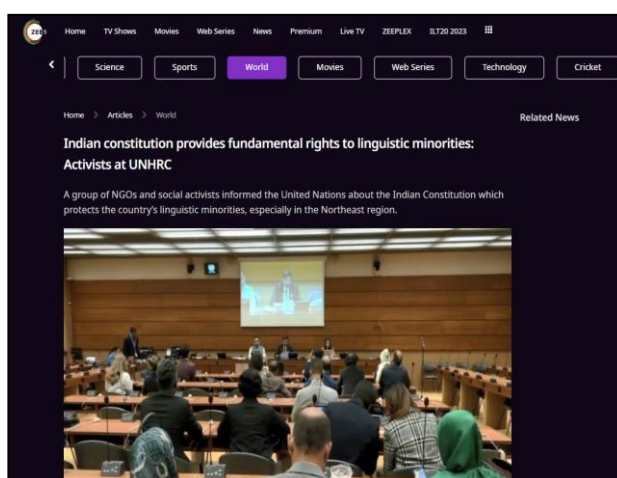 ZEE5 Home TV Shows Movies Web Series News Premium Live TV ZEEPLEX ILT20 2023
Science Sports World Movies Web Series Technology Cricket
Home > Articles > World
Related News
Indian constitution provides fundamental rights to linguistic minorities:
Activists at UNHRC
A group of NGOs and social activists informed the United Nations about the Indian Constitution which
protects the country's linguistic minorities, especially in the Northeast region.